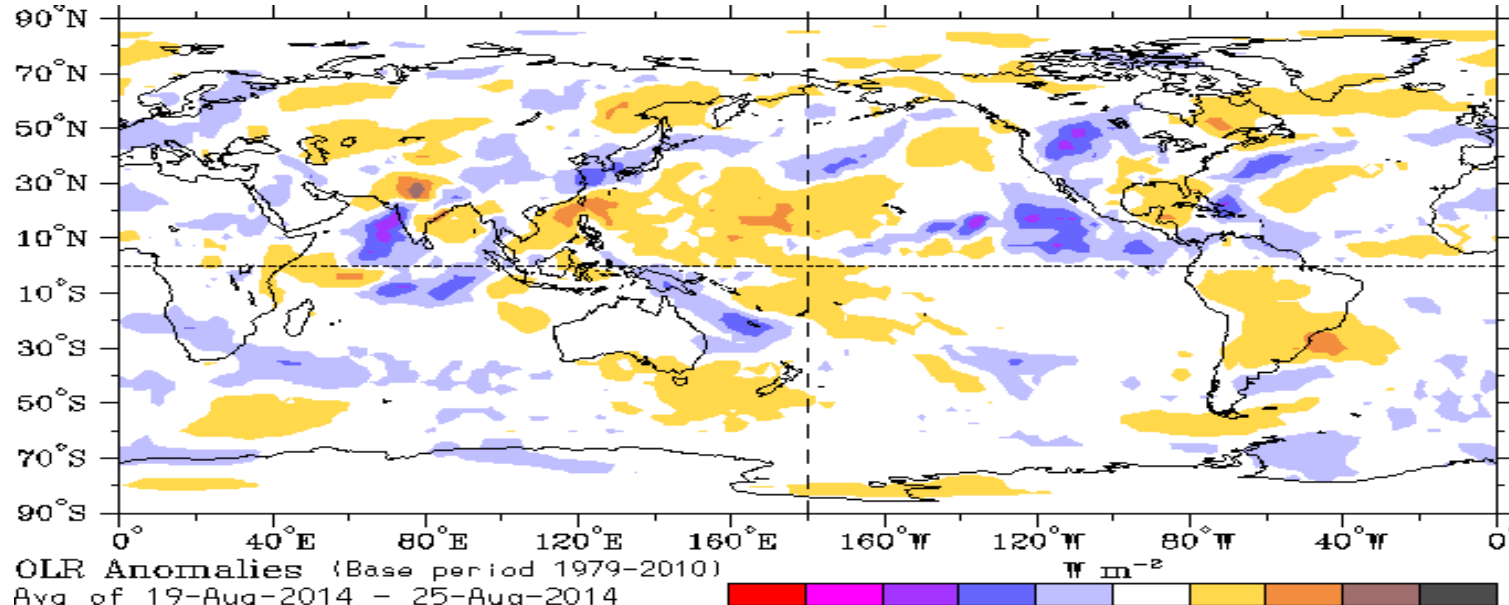 90°N
70°N
50°N
30°N
10°N
10°S
30°S
50°S
70°S
90°S
0° 40°E 80°E 120°E 160°E 160°W 120°W 80°W 40°W 0
OLR Anomalies (Base period 1979-2010) W m⁻²
Avg of 19-Aug-2014 - 25-Aug-2014